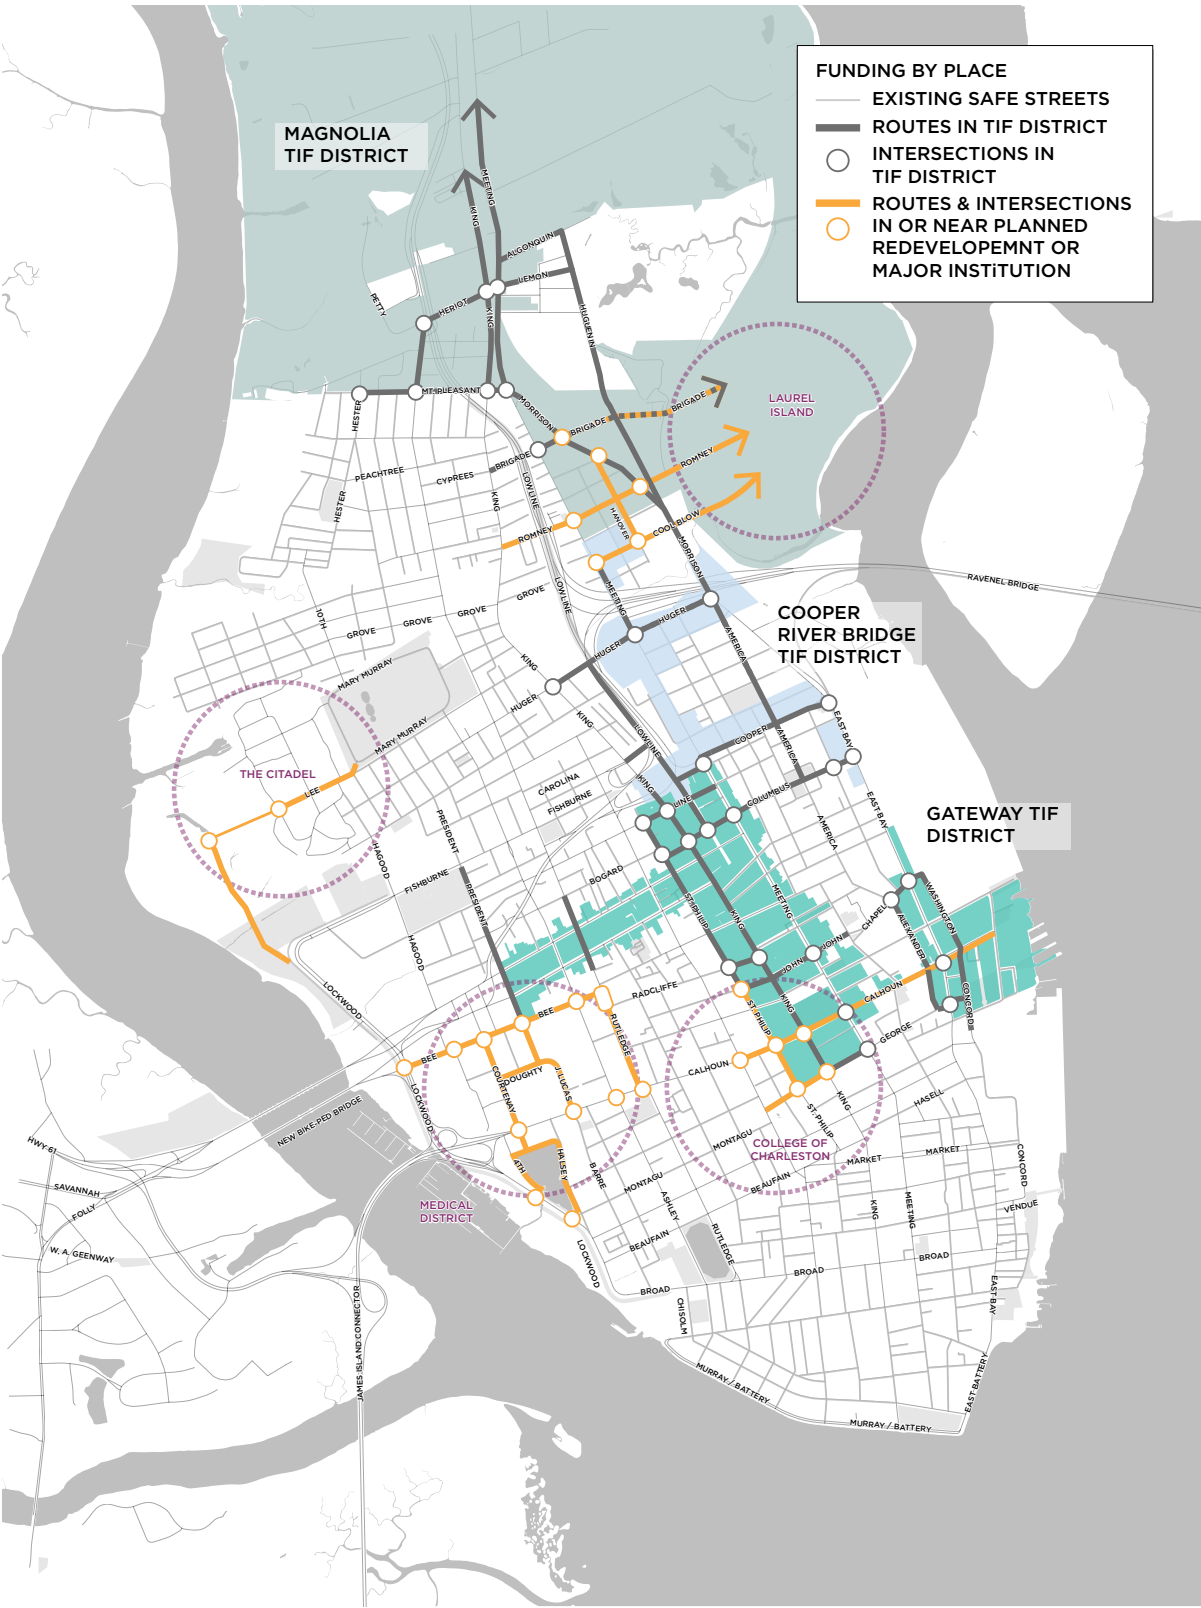 FUNDING BY PLACE
EXISTING SAFE STREETS
ROUTES IN TIF DISTRICT
INTERSECTIONS IN
TIF DISTRICT
ROUTES & INTERSECTIONS
IN OR NEAR PLANNED
REDEVELOPEMNT OR
MAJOR INSTiTUTION
MAGNOLIA
TIF DISTRICT
MEETING
KING
ALGONQUIN
LEMON
PETTY
HERIOT
KING
HUGUENIN
MT PLEASANT
MORRISON
BRIGADE
BRIGADE
LAUREL
ISLAND
HESTER
PEACHTREE
CYPREES
BRIGADE
ROMNEY
HESTER
KING
LOWLINE
HANOVER
ROMNEY
COOL BLOW
MORRISON
RAVENEL BRIDGE
LOWLINE
MEETING
GROVE
GROVE
GROVE
GROVE
10TH
HUGER
HUGER
AMERICA
COOPER
RIVER BRIDGE
TIF DISTRICT
MARY MURRAY
KING
HUGER
KING
MARY MURRAY
LOWLINE
COOPER
AMERICA
EAST BAY
THE CITADEL
LEE
CAROLINA
FISHBURNE
KING
LINE
COLUMBUS
EAST BAY
AMERICA
GATEWAY TIF
DISTRICT
PRESIDENT
HAGOOD
FISHBURNE
BOGARD
PRESIDENT
ST. PHILIP
KING
MEETING
CHAPEL
WASHINGTON
ALEXANDER
HAGOOD
JOHN
JOHN
LOCKWOOD
RADCLIFFE
KING
CALHOUN
CONCORD
BEE
RUTLEDGE
ST. PHILIP
GEORGE
BEE
CALHOUN
DOUGHTY
COURTENAY
J. LUCAS
LOCKWOOD
KING
HASELL
NEW BIKE-PED BRIDGE
ST. PHILIP
MONTAGU
COLLEGE OF
CHARLESTON
MARKET
MARKET
CONCORD
HWY 61
SAVANNAH
FOLLY
4TH
HALSEY
BARRE
MONTAGU
BEAUFAIN
MEDICAL
DISTRICT
ASHLEY
KING
MEETING
VENDUE
W. A. GEENWAY
BEAUFAIN
RUTLEDGE
LOCKWOOD
BROAD
BROAD
BROAD
EAST BAY
CHISOLM
JAMES ISLAND CONNECTOR
MURRAY / BATTERY
EAST BATTERY
MURRAY / BATTERY